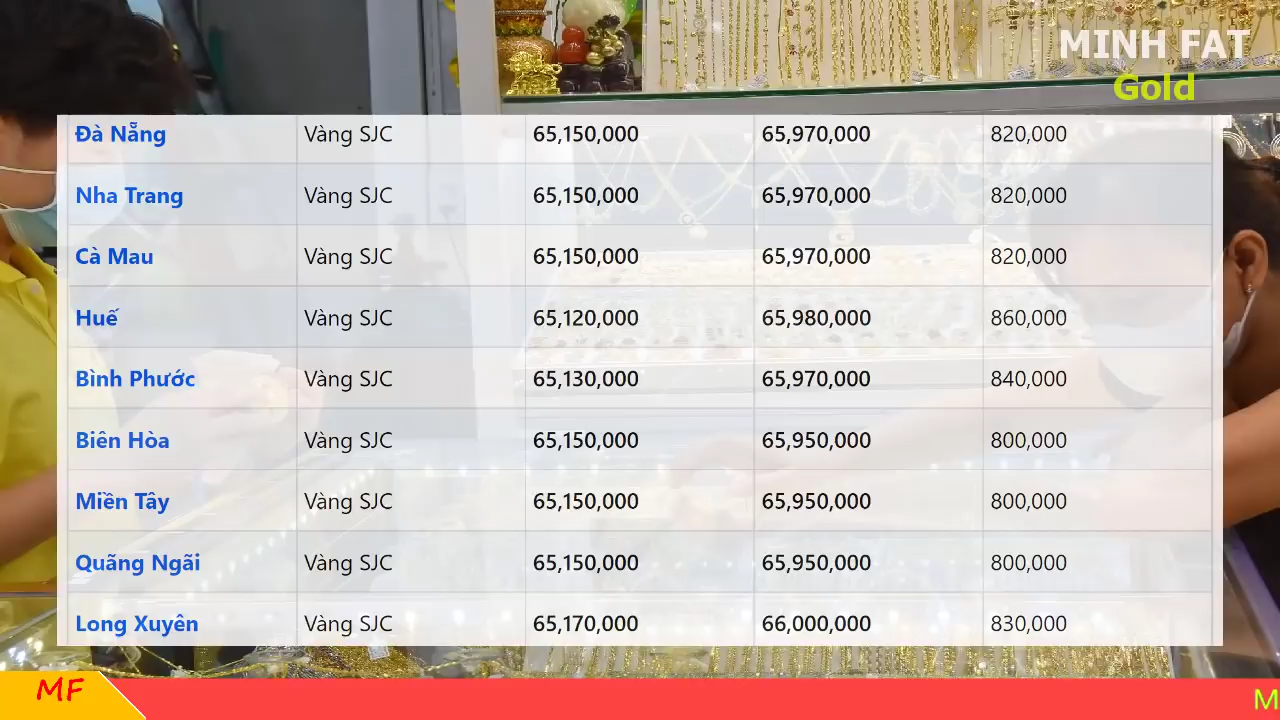 MINH FAT
Gold
Đà Nẵng Vàng SJC 65,150,000 65,970,000 820,000
Nha Trang Vàng SJC 65,150,000 65,970,000 820,000
Cà Mau Vàng SJC 65,150,000 65,970,000 820,000
Huế Vàng SJC 65,120,000 65,980,000 860,000
Bình Phước Vàng SJC 65,130,000 65,970,000 840,000
Biên Hòa Vàng SJC 65,150,000 65,950,000 800,000
Miền Tây Vàng SJC 65,150,000 65,950,000 800,000
Quãng Ngãi Vàng SJC 65,150,000 65,950,000 800,000
Long Xuyên Vàng SJC 65,170,000 66,000,000 830,000
MF
M